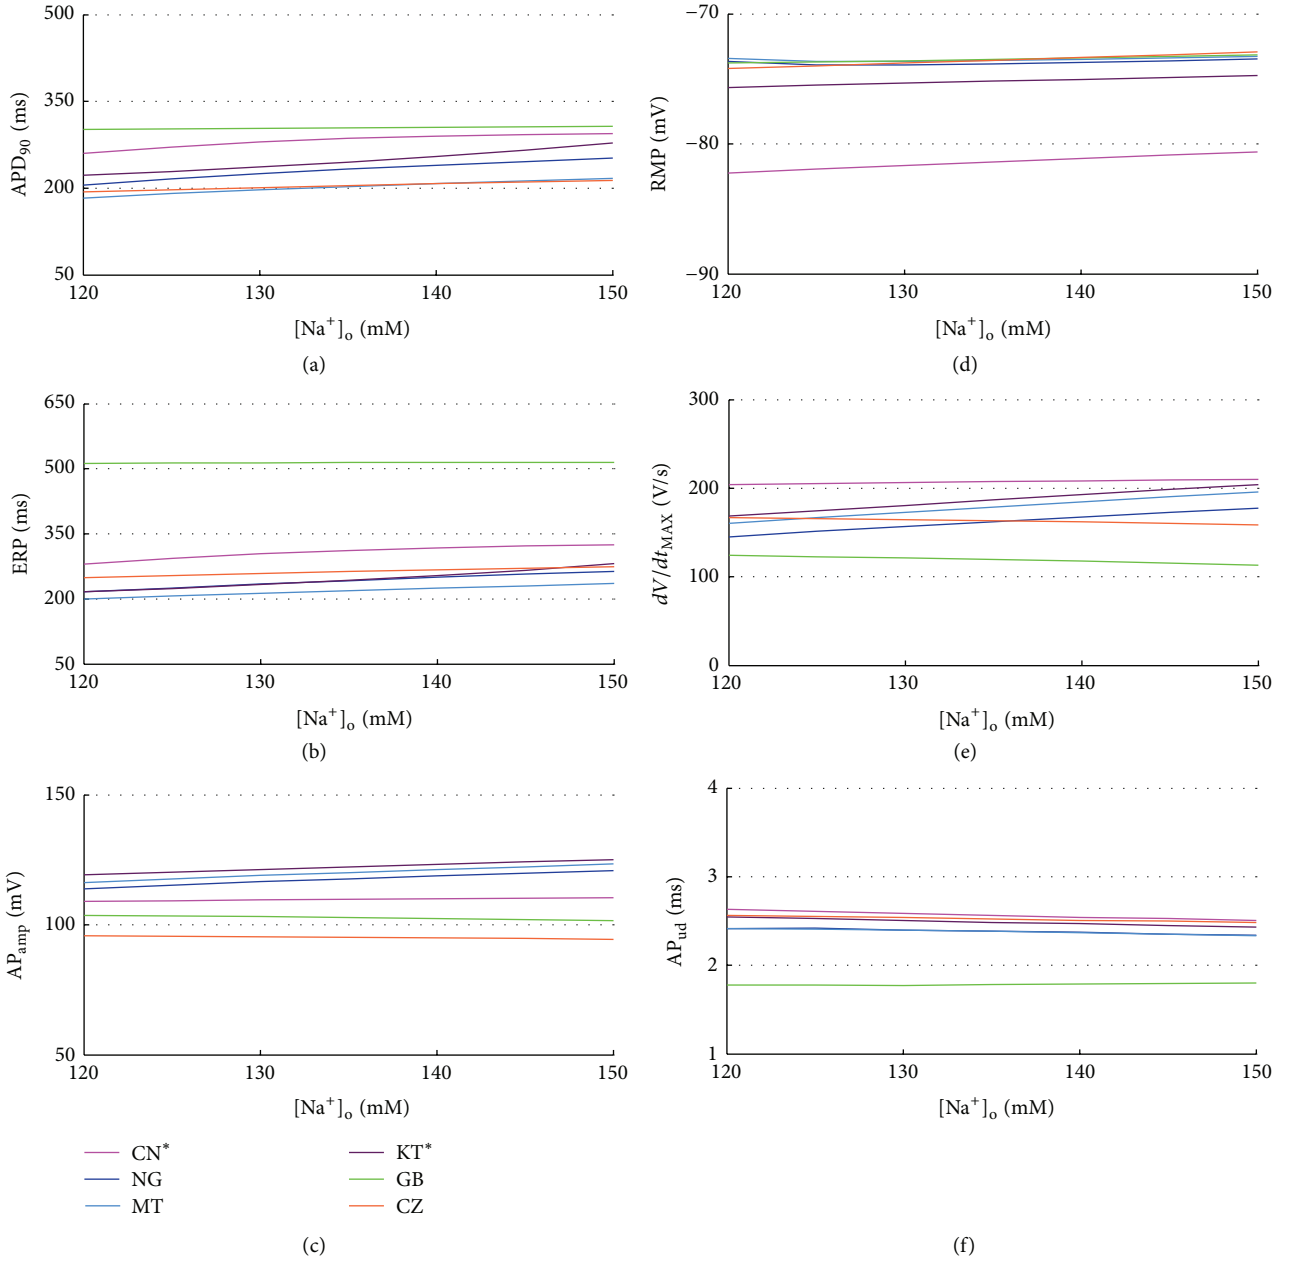 500
350
200
50
APD90 (ms)
120 130 140 150
[Na+]o (mM)
(a)
−70
−80
−90
RMP (mV)
120 130 140 150
[Na+]o (mM)
(d)
650
500
350
200
50
ERP (ms)
120 130 140 150
[Na+]o (mM)
(b)
300
200
100
0
dV/dtMAX (V/s)
120 130 140 150
[Na+]o (mM)
(e)
150
100
50
APamp (mV)
120 130 140 150
[Na+]o (mM)
4
3
2
1
APud (ms)
120 130 140 150
[Na+]o (mM)
CN* KT*
NG GB
MT CZ
(c)
(f)